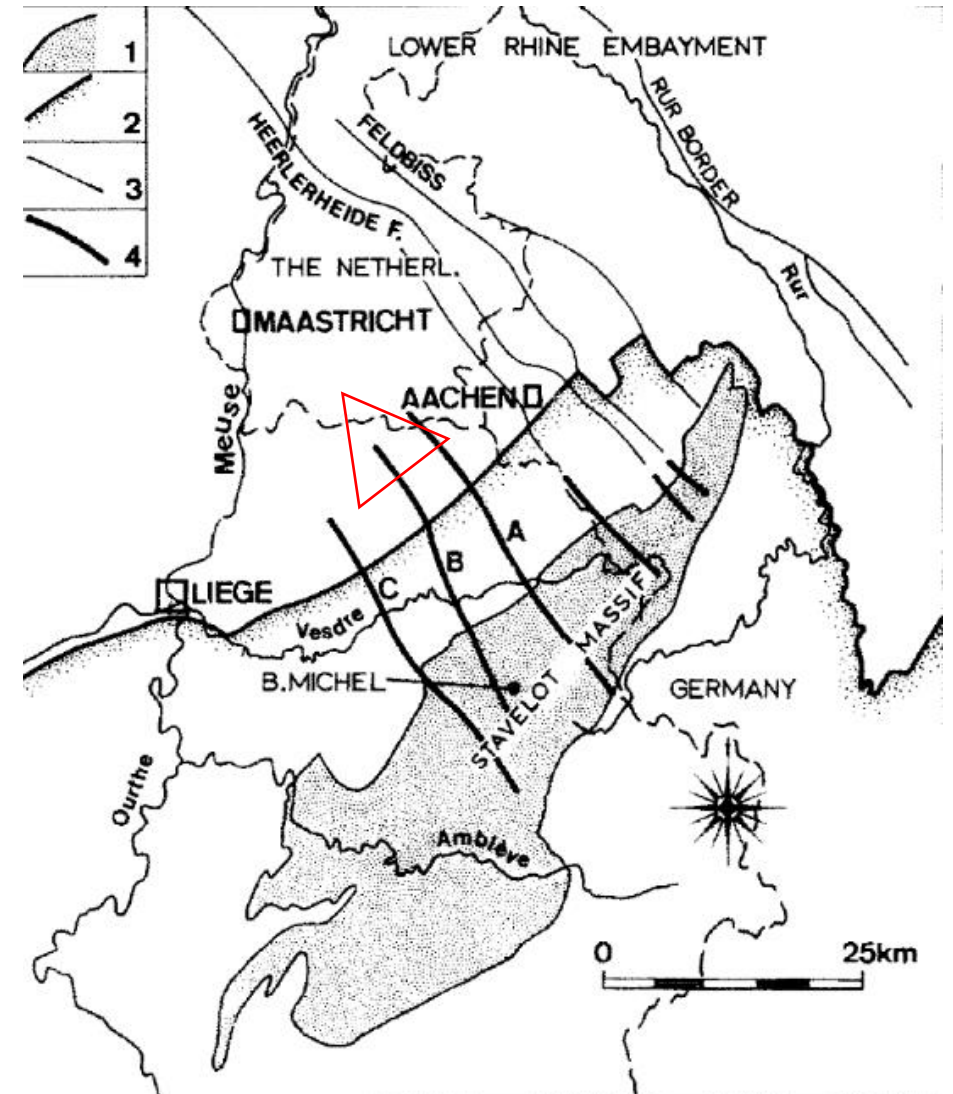 1
2
3
4
LOWER RHINE EMBAYMENT
RUR BORDER
FELDBISS
HEERLERHEIDE F.
THE NETHERL.
Rur
MAASTRICHT
AACHEN
Meuse
A
B
C
LIEGE
Vesdre
B.MICHEL
STAVELOT MASSIF
GERMANY
Ourthe
Amblève
0 25km